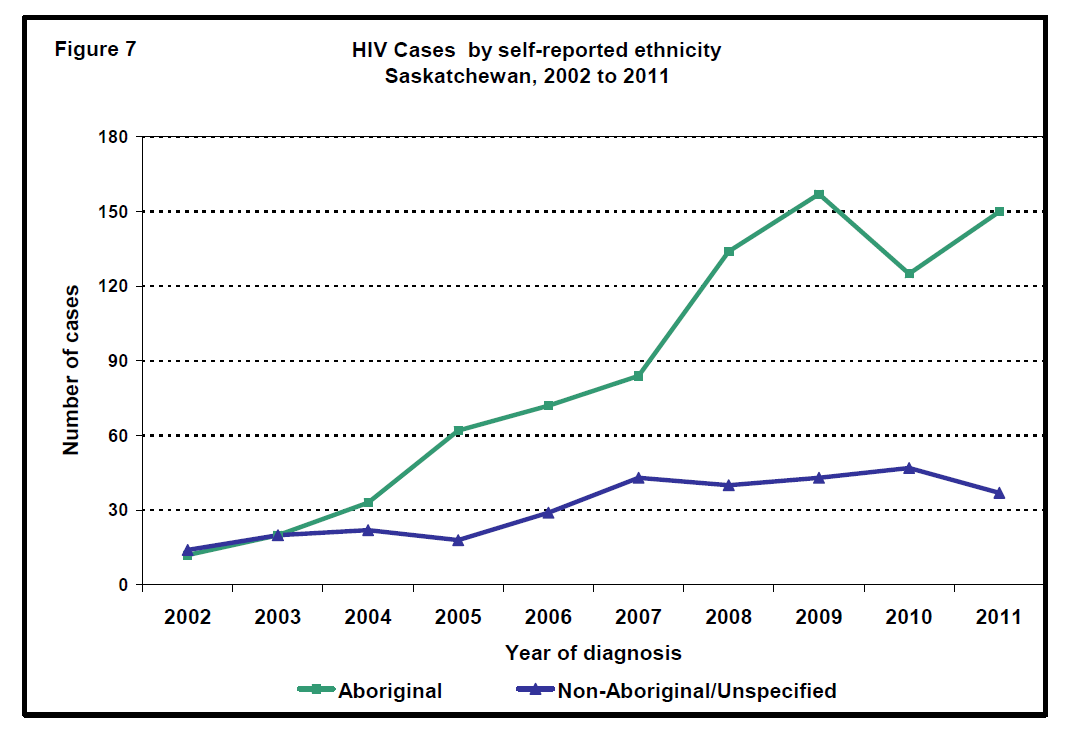 Figure 7
HIV Cases by self-reported ethnicity
Saskatchewan, 2002 to 2011
180
150
120
90
60
30
0
Number of cases
2002 2003 2004 2005 2006 2007 2008 2009 2010 2011
Year of diagnosis
Aboriginal Non-Aboriginal/Unspecified